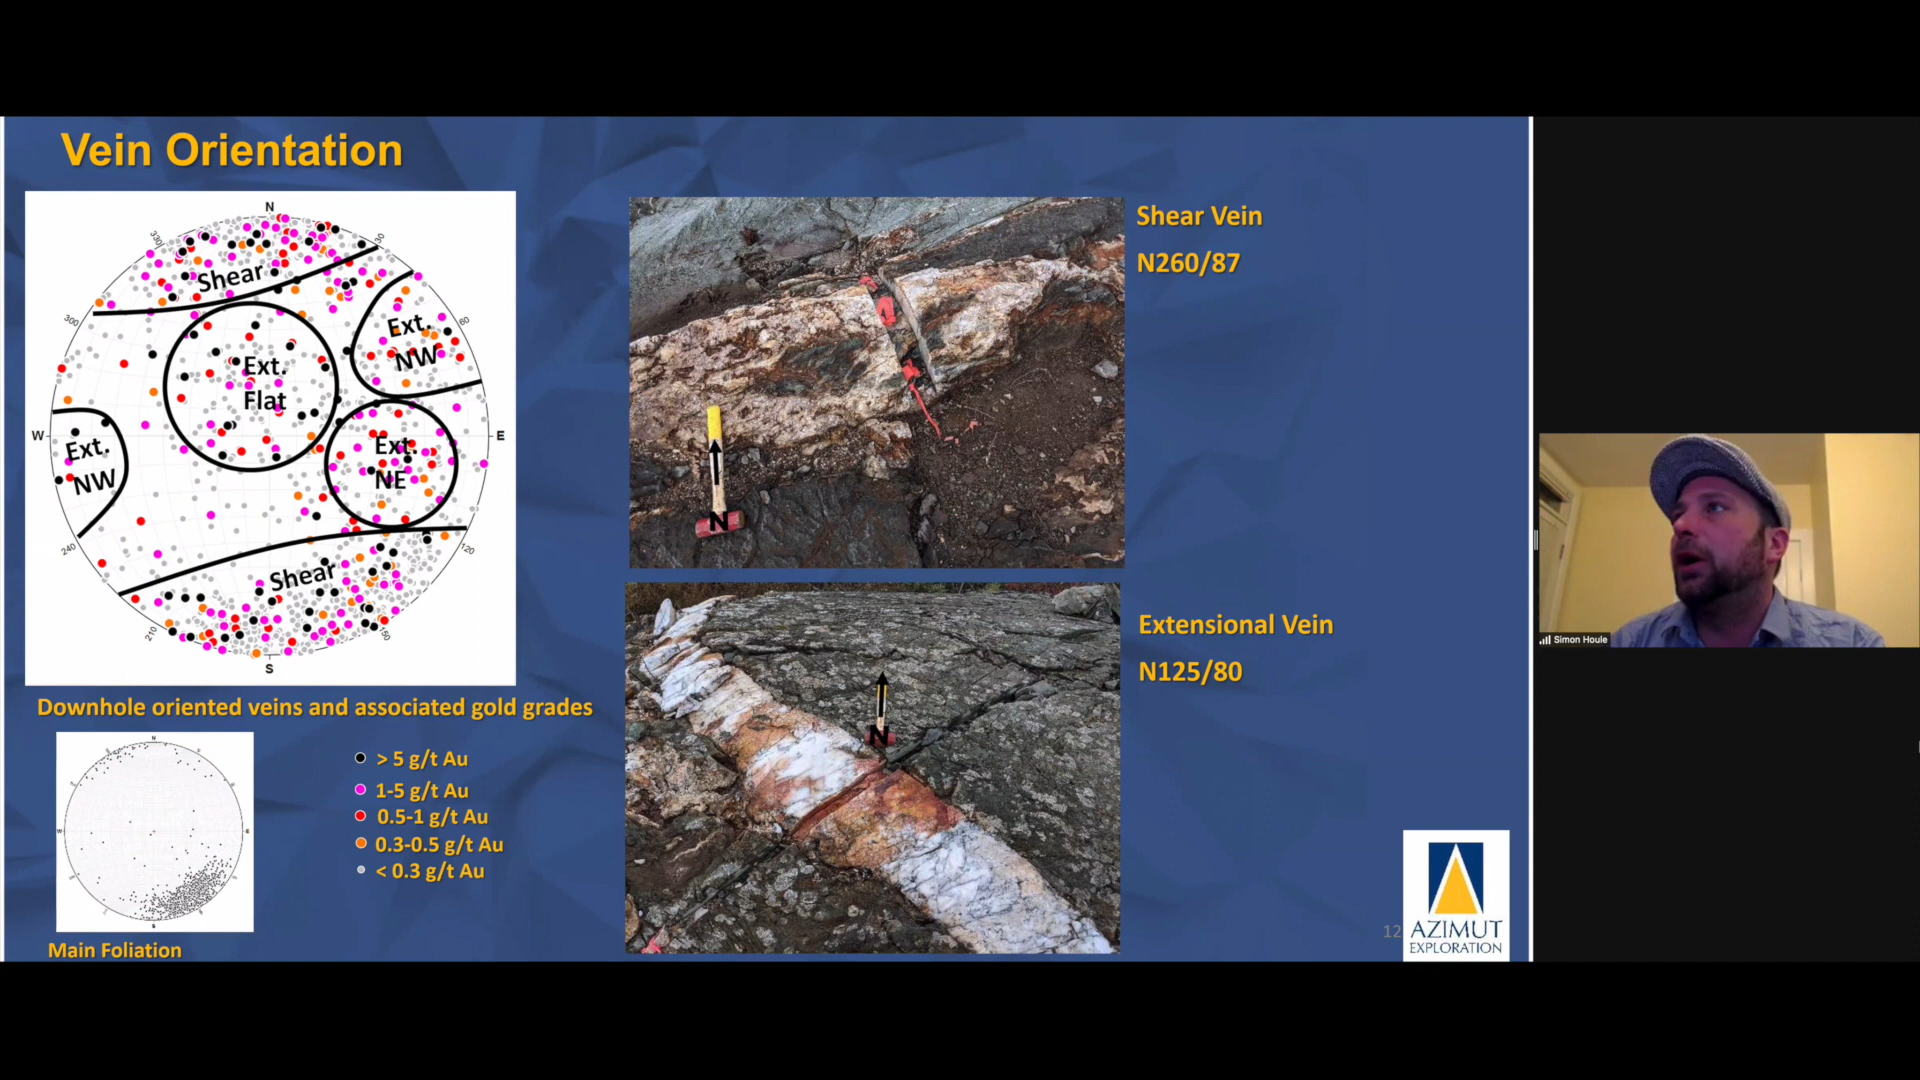 Vein Orientation
N
330
30
Shear
300
60
Ext.
NW
Ext.
Flat
W
E
Ext.
NW
Ext.
NE
240
120
Shear
210
150
S
Downhole oriented veins and associated gold grades
> 5 g/t Au
1-5 g/t Au
0.5-1 g/t Au
0.3-0.5 g/t Au
< 0.3 g/t Au
Main Foliation
N
Shear Vein
N260/87
N
Extensional Vein
N125/80
12
AZIMUT
EXPLORATION
Simon Houle